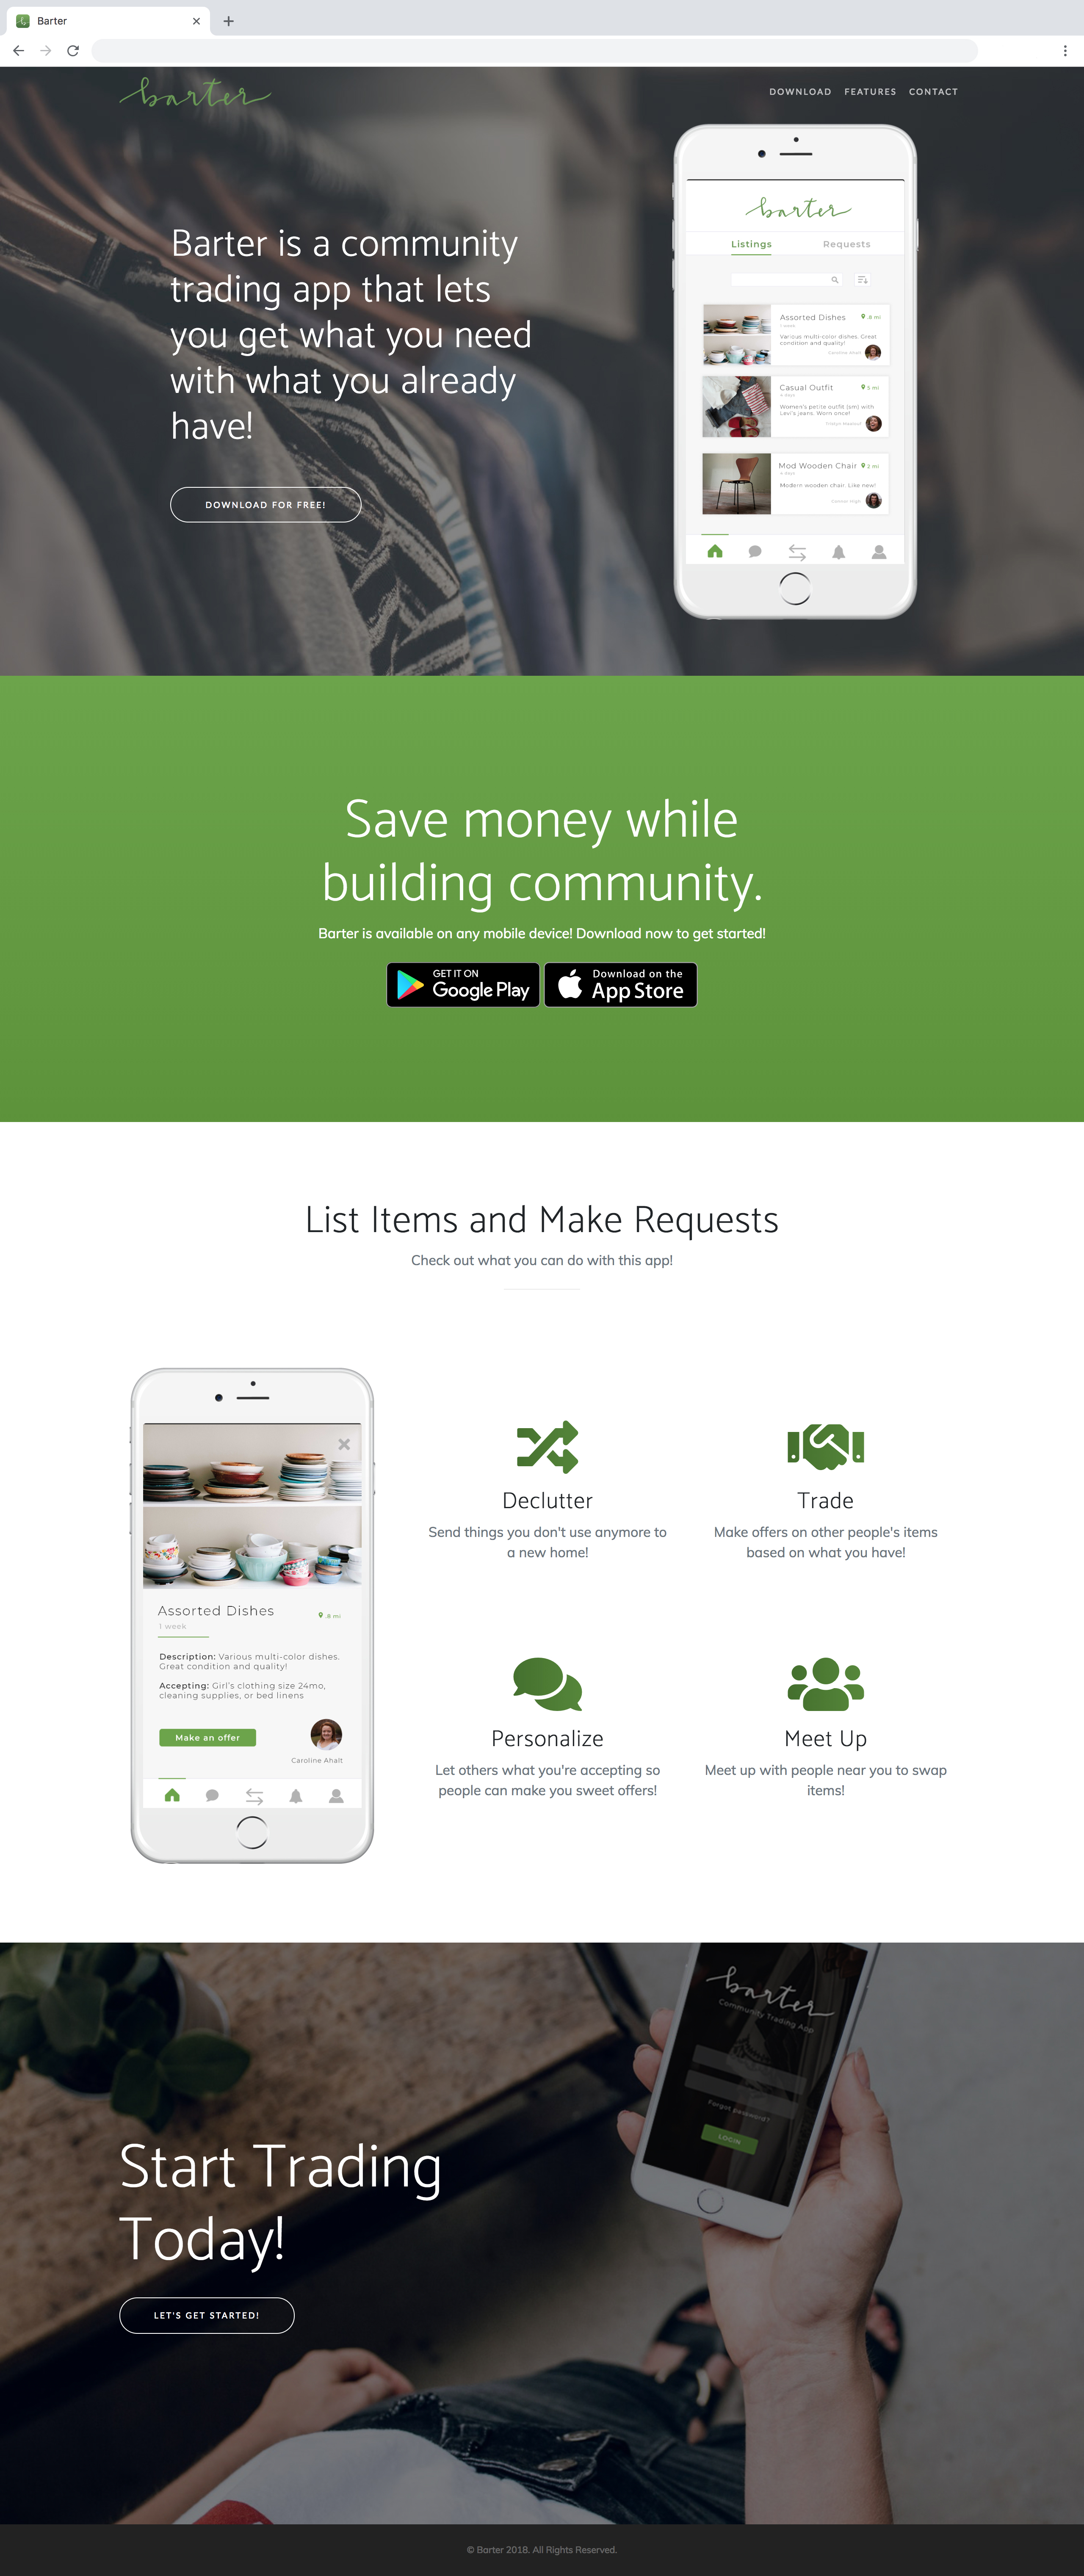 Barter
barter
DOWNLOAD FEATURES CONTACT
Barter is a community
trading app that lets
you get what you need
with what you already
have!
DOWNLOAD FOR FREE!
barter
Listings Requests
Assorted Dishes .8 mi
1 week
Various multi-color dishes. Great
condition and quality!
Caroline Ahalt
Casual Outfit 5 mi
Women's petite outfit (sm) with
Levi's jeans. Worn once!
Mod Wooden Chair 2 mi
Modern wooden chair. Like new!
Save money while
building community.
Barter is available on any mobile device! Download now to get started!
GET IT ON
Google Play
Download on the
App Store
List Items and Make Requests
Check out what you can do with this app!
Assorted Dishes .8 mi
1 week
Description: Various multi-color dishes.
Great condition and quality!
Accepting: Girl's clothing size 24mo,
cleaning supplies, or bed linens
Make an offer
Caroline Ahalt
Declutter
Send things you don't use anymore to
a new home!
Trade
Make offers on other people's items
based on what you have!
Personalize
Let others what you're accepting so
people can make you sweet offers!
Meet Up
Meet up with people near you to swap
items!
barter
Community Trading App
Forgot password?
LOGIN
Start Trading
Today!
LET'S GET STARTED!
© Barter 2018. All Rights Reserved.